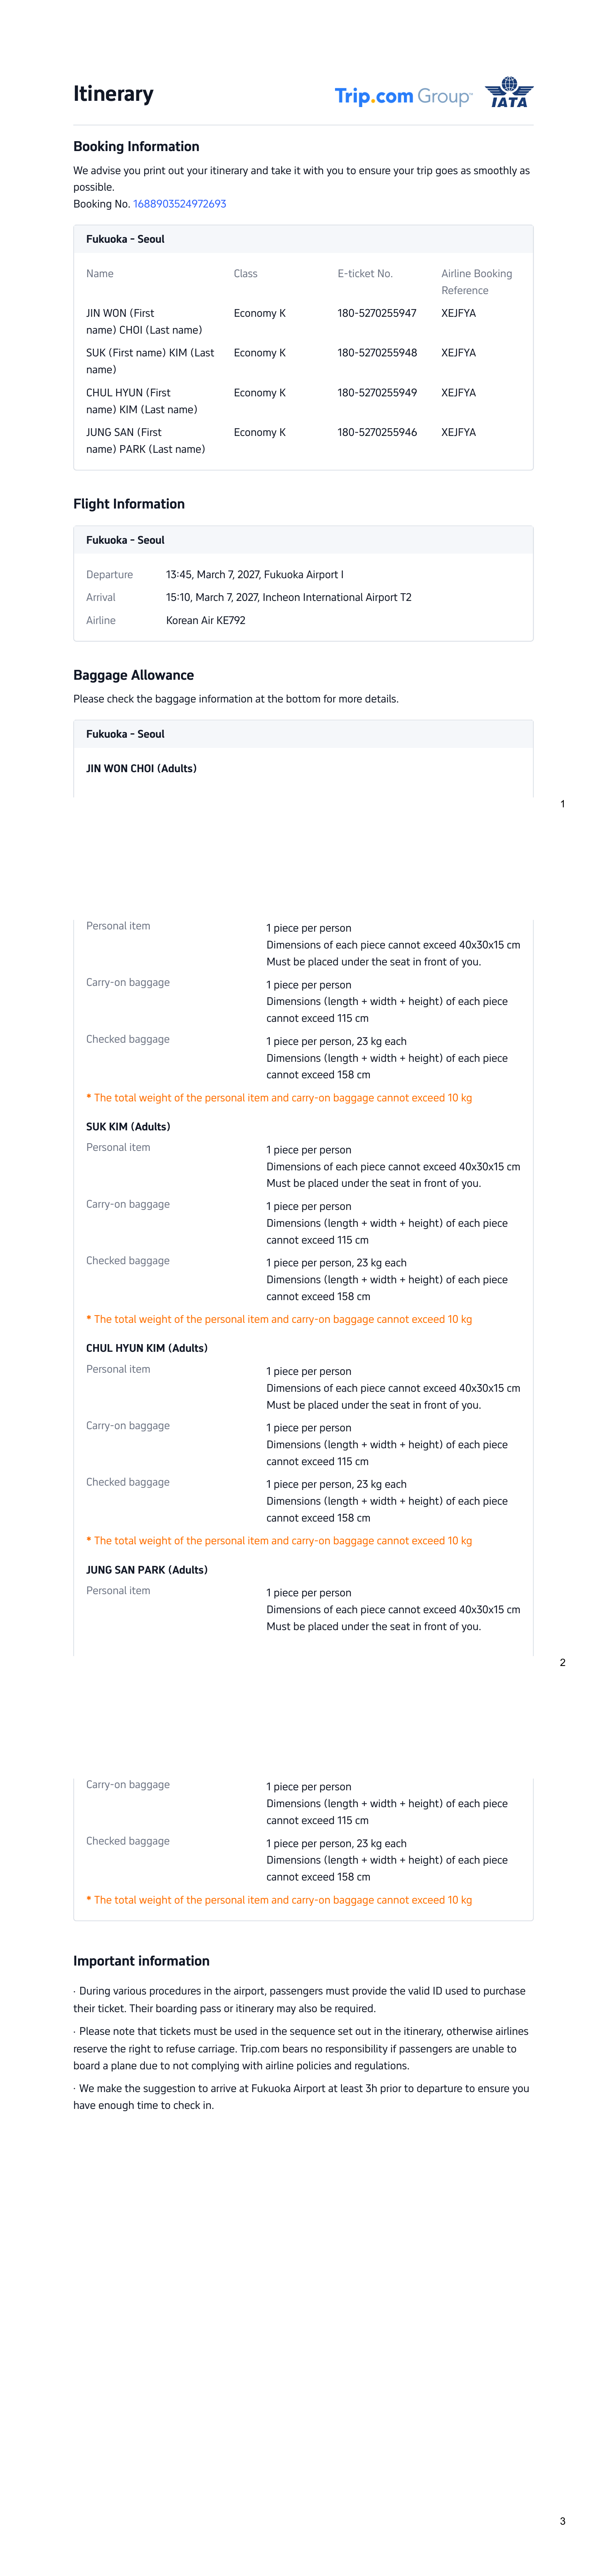 Itinerary
Trip.com Group™
IATA
Booking Information
We advise you print out your itinerary and take it with you to ensure your trip goes as smoothly as
possible.
Booking No. 1688903524972693
Fukuoka - Seoul
Name Class E-ticket No. Airline Booking
Reference
JIN WON (First
name) CHOI (Last name) Economy K 180-5270255947 XEJFYA
SUK (First name) KIM (Last
name) Economy K 180-5270255948 XEJFYA
CHUL HYUN (First
name) KIM (Last name) Economy K 180-5270255949 XEJFYA
JUNG SAN (First
name) PARK (Last name) Economy K 180-5270255946 XEJFYA
Flight Information
Fukuoka - Seoul
Departure 13:45, March 7, 2027, Fukuoka Airport I
Arrival 15:10, March 7, 2027, Incheon International Airport T2
Airline Korean Air KE792
Baggage Allowance
Please check the baggage information at the bottom for more details.
Fukuoka - Seoul
JIN WON CHOI (Adults)
1
Personal item 1 piece per person
Dimensions of each piece cannot exceed 40x30x15 cm
Must be placed under the seat in front of you.
Carry-on baggage 1 piece per person
Dimensions (length + width + height) of each piece
cannot exceed 115 cm
Checked baggage 1 piece per person, 23 kg each
Dimensions (length + width + height) of each piece
cannot exceed 158 cm
* The total weight of the personal item and carry-on baggage cannot exceed 10 kg
SUK KIM (Adults)
Personal item 1 piece per person
Dimensions of each piece cannot exceed 40x30x15 cm
Must be placed under the seat in front of you.
Carry-on baggage 1 piece per person
Dimensions (length + width + height) of each piece
cannot exceed 115 cm
Checked baggage 1 piece per person, 23 kg each
Dimensions (length + width + height) of each piece
cannot exceed 158 cm
* The total weight of the personal item and carry-on baggage cannot exceed 10 kg
CHUL HYUN KIM (Adults)
Personal item 1 piece per person
Dimensions of each piece cannot exceed 40x30x15 cm
Must be placed under the seat in front of you.
Carry-on baggage 1 piece per person
Dimensions (length + width + height) of each piece
cannot exceed 115 cm
Checked baggage 1 piece per person, 23 kg each
Dimensions (length + width + height) of each piece
cannot exceed 158 cm
* The total weight of the personal item and carry-on baggage cannot exceed 10 kg
JUNG SAN PARK (Adults)
Personal item 1 piece per person
Dimensions of each piece cannot exceed 40x30x15 cm
Must be placed under the seat in front of you.
2
Carry-on baggage 1 piece per person
Dimensions (length + width + height) of each piece
cannot exceed 115 cm
Checked baggage 1 piece per person, 23 kg each
Dimensions (length + width + height) of each piece
cannot exceed 158 cm
* The total weight of the personal item and carry-on baggage cannot exceed 10 kg
Important information
· During various procedures in the airport, passengers must provide the valid ID used to purchase
their ticket. Their boarding pass or itinerary may also be required.
· Please note that tickets must be used in the sequence set out in the itinerary, otherwise airlines
reserve the right to refuse carriage. Trip.com bears no responsibility if passengers are unable to
board a plane due to not complying with airline policies and regulations.
· We make the suggestion to arrive at Fukuoka Airport at least 3h prior to departure to ensure you
have enough time to check in.
3